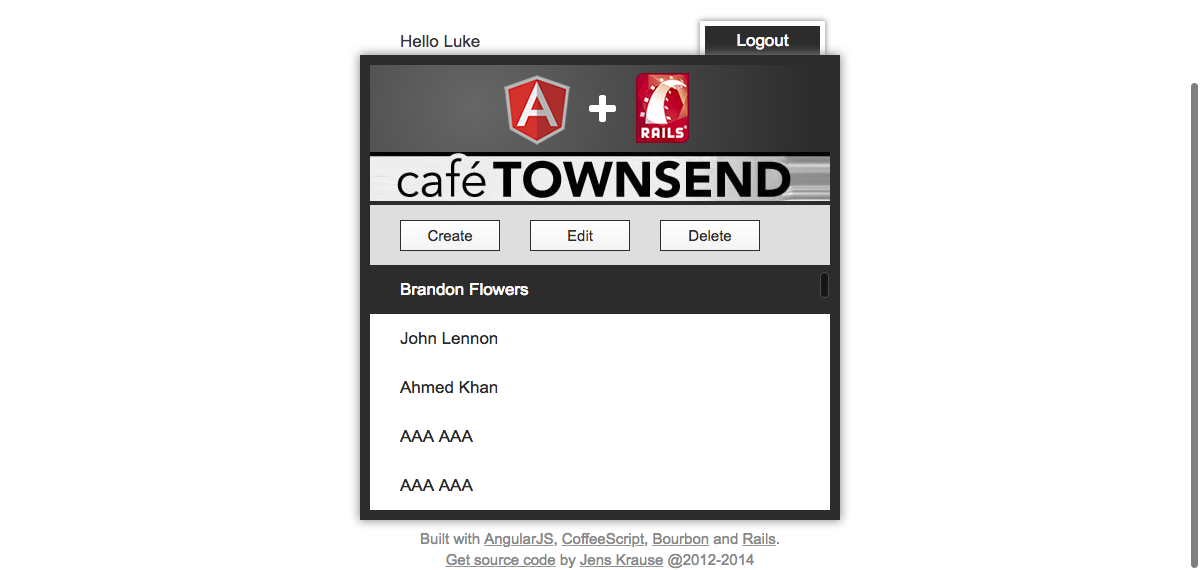 Hello Luke
Logout
A
RAILS
café TOWNSEND
Create Edit Delete
Brandon Flowers
John Lennon
Ahmed Khan
AAA AAA
AAA AAA
Built with AngularJS, CoffeeScript, Bourbon and Rails.
Get source code by Jens Krause @2012-2014